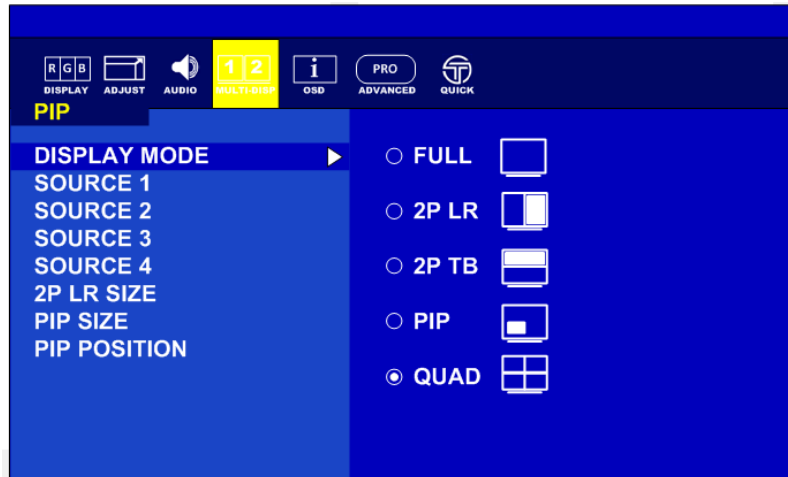 R G B
1 2
i
PRO
DISPLAY ADJUST AUDIO MULTI-DISP OSD ADVANCED QUICK
PIP
DISPLAY MODE
SOURCE 1
SOURCE 2
SOURCE 3
SOURCE 4
2P LR SIZE
PIP SIZE
PIP POSITION
FULL
2P LR
2P TB
PIP
QUAD